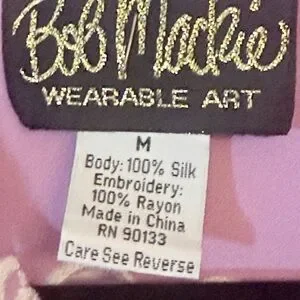 Bob Mackie
WEARABLE ART
M
Body: 100% Silk
Embroidery:
100% Rayon
Made in China
RN 90133
Care See Reverse